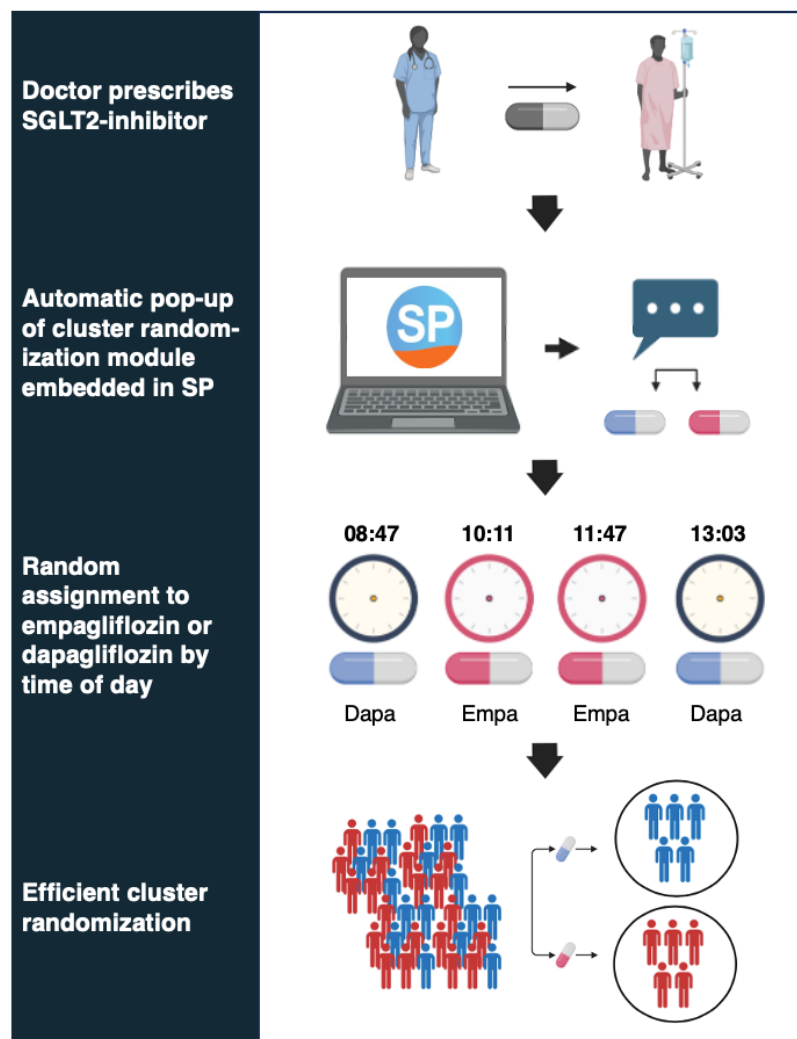 Doctor prescribes
SGLT2-inhibitor
Automatic pop-up
of cluster random-
ization module
embedded in SP
SP
Random
assignment to
empagliflozin or
dapagliflozin by
time of day
08:47 10:11 11:47 13:03
Dapa Empa Empa Dapa
Efficient cluster
randomization